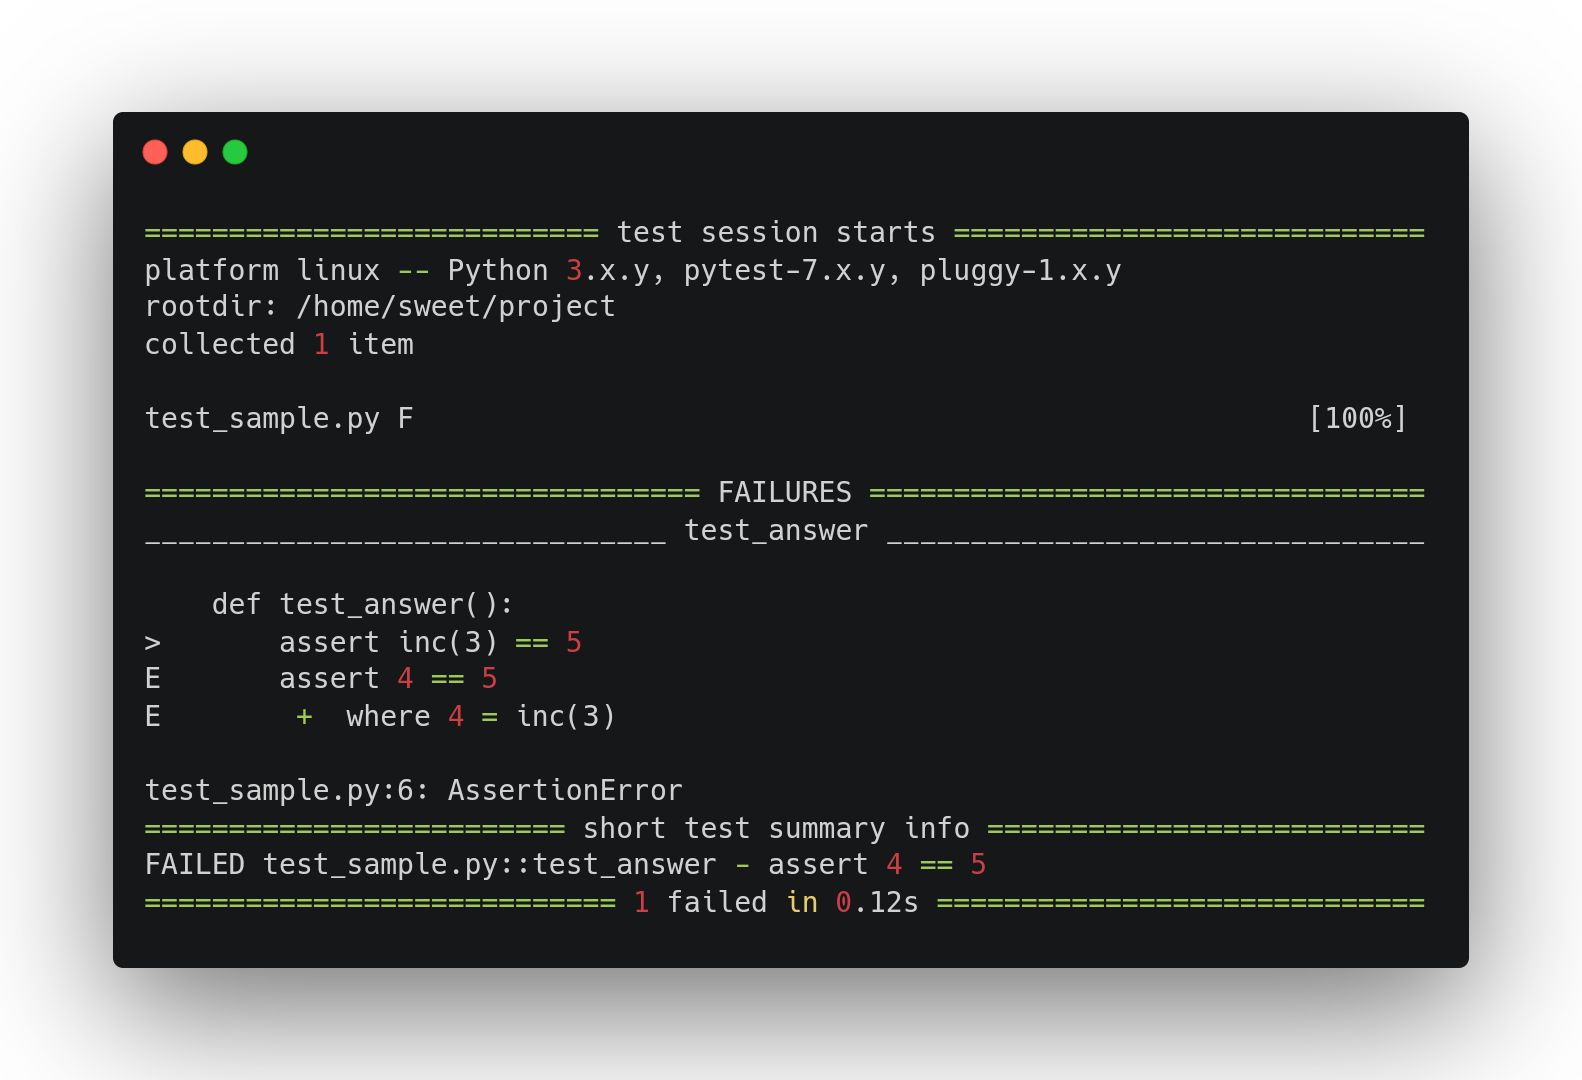 =========================== test session starts ============================
platform linux -- Python 3.x.y, pytest-7.x.y, pluggy-1.x.y
rootdir: /home/sweet/project
collected 1 item

test_sample.py F                                                     [100%]

================================= FAILURES =================================
_______________________________ test_answer ________________________________

    def test_answer():
>       assert inc(3) == 5
E       assert 4 == 5
E        +  where 4 = inc(3)

test_sample.py:6: AssertionError
========================= short test summary info ==========================
FAILED test_sample.py::test_answer - assert 4 == 5
============================ 1 failed in 0.12s =============================